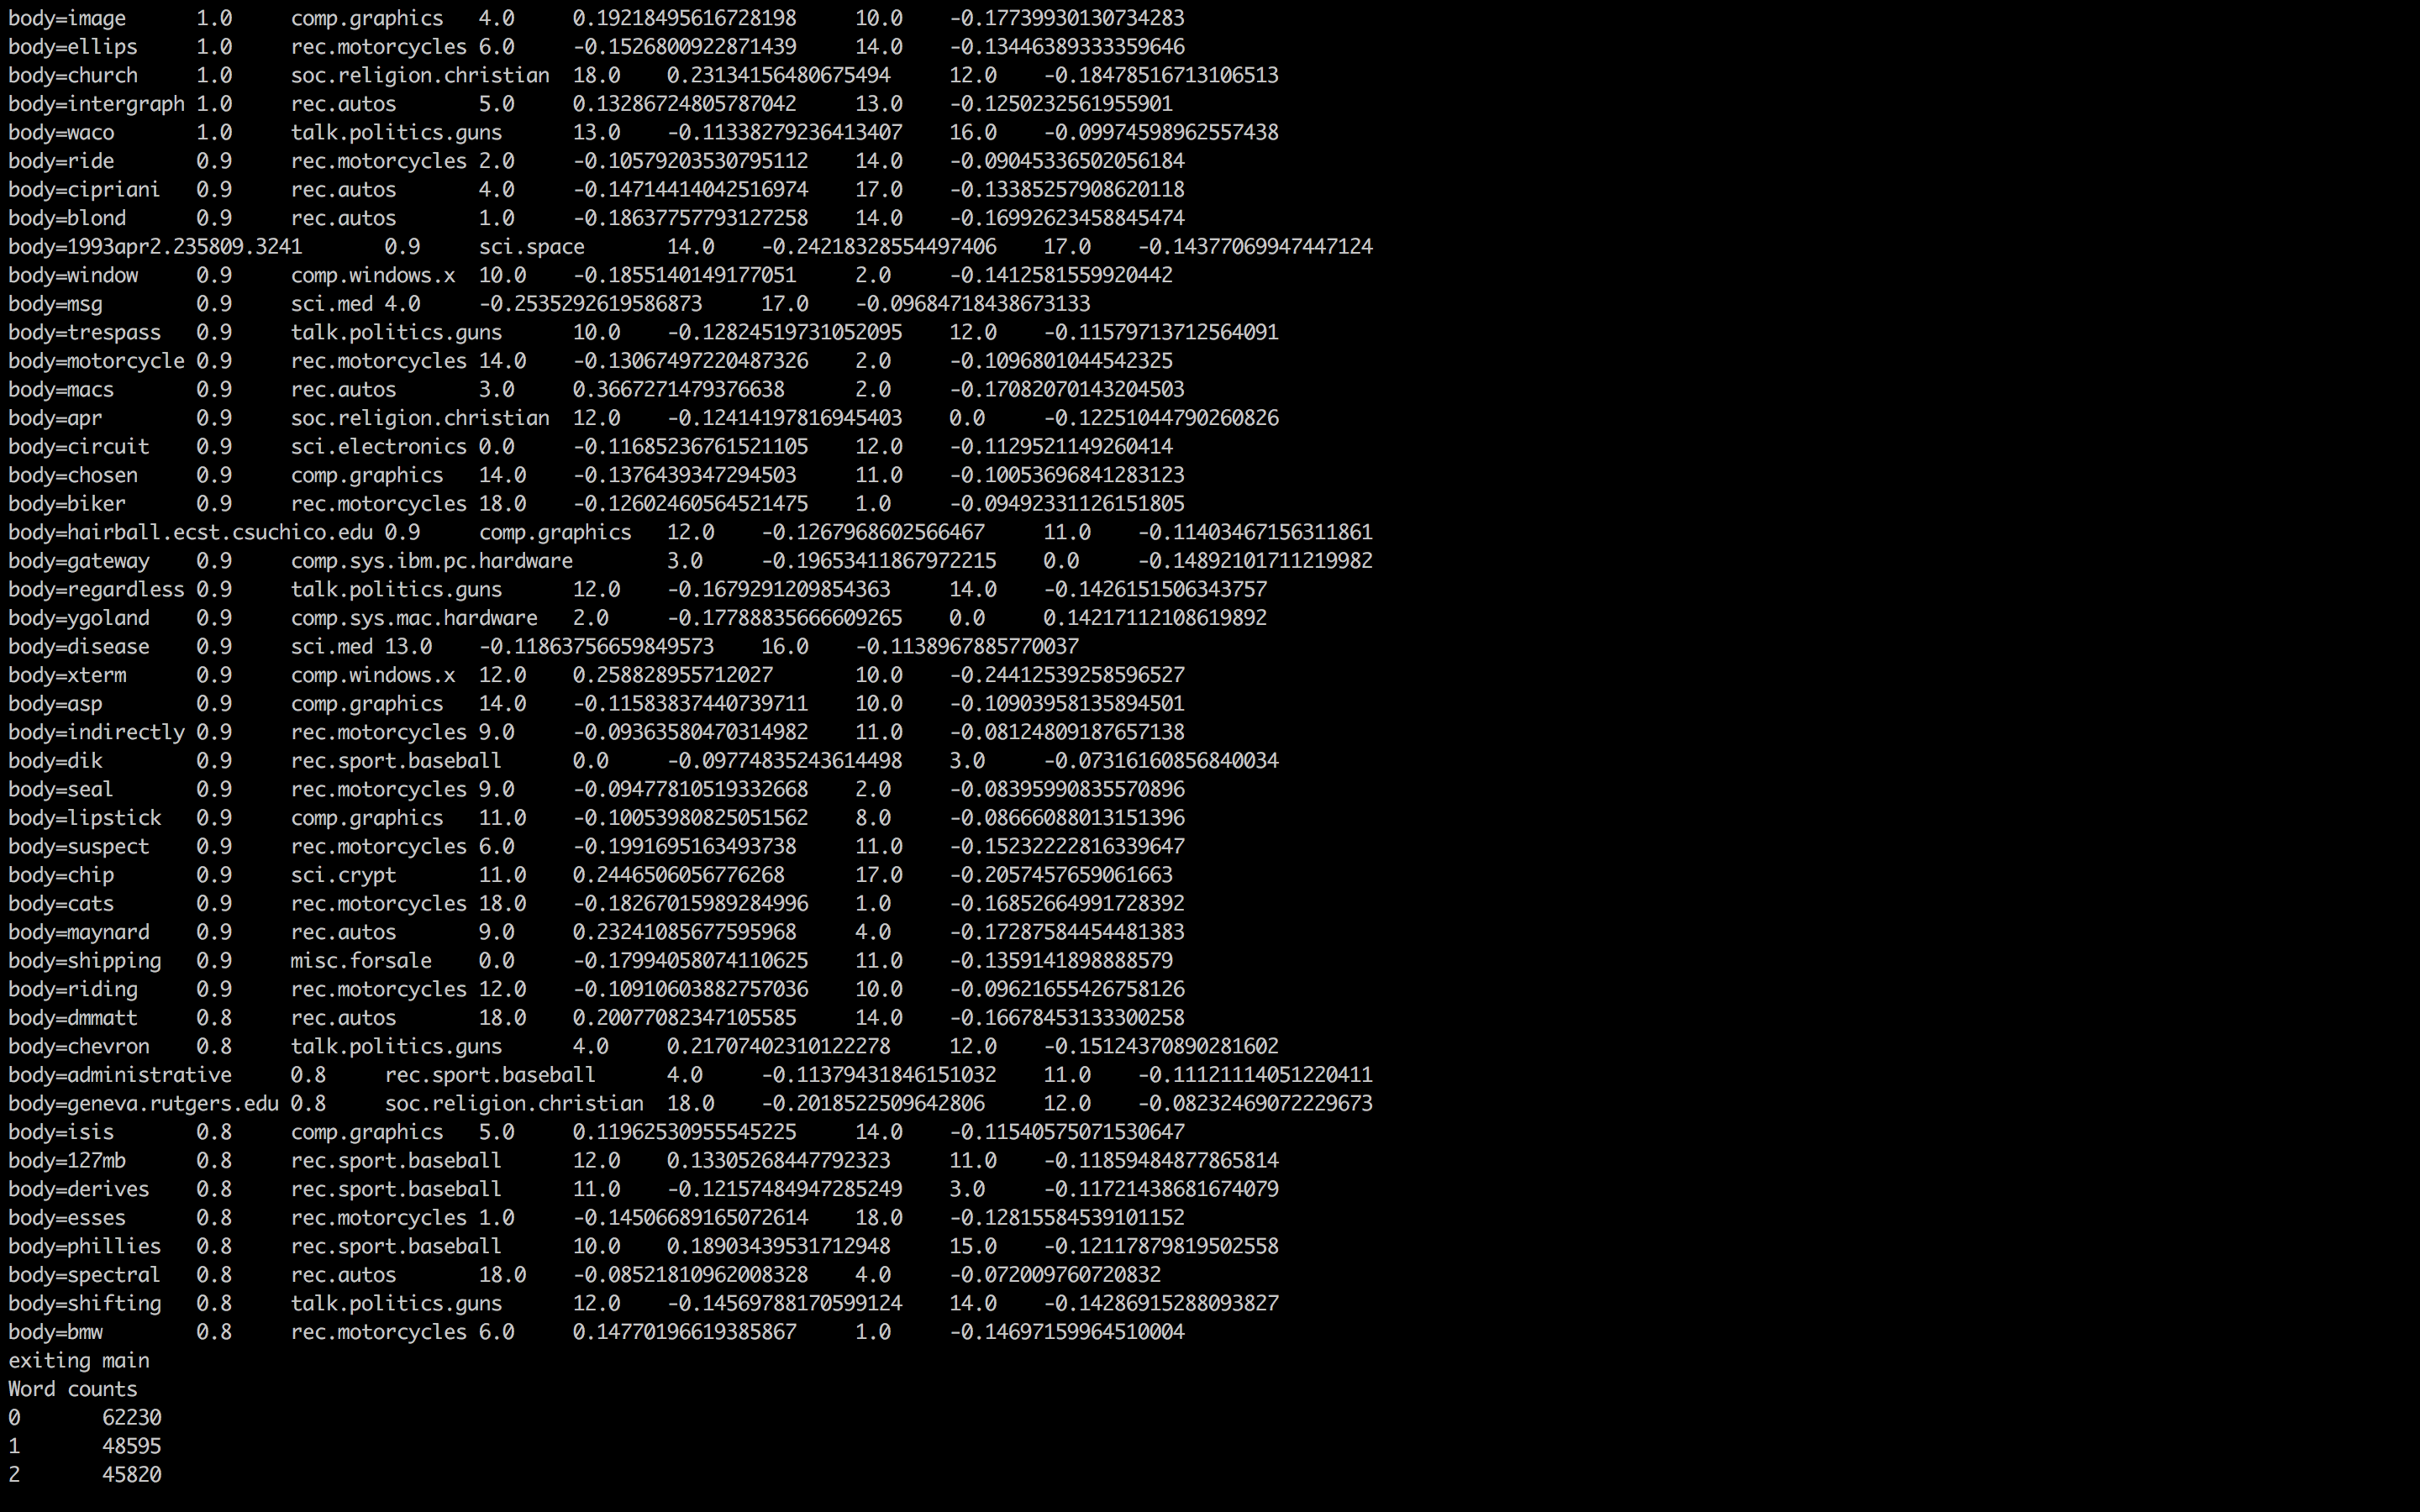 body=image 1.0 comp.graphics 4.0 0.19218495616728198 10.0 -0.17739930130734283
body=ellips 1.0 rec.motorcycles 6.0 -0.1526800922871439 14.0 -0.13446389333359646
body=church 1.0 soc.religion.christian 18.0 0.23134156480675494 12.0 -0.18478516713106513
body=intergraph 1.0 rec.autos 5.0 0.13286724805787042 13.0 -0.1250232561955901
body=waco 1.0 talk.politics.guns 13.0 -0.11338279236413407 16.0 -0.09974598962557438
body=ride 0.9 rec.motorcycles 2.0 -0.10579203530795112 14.0 -0.09045336502056184
body=cipriani 0.9 rec.autos 4.0 -0.14714414042516974 17.0 -0.13385257908620118
body=blond 0.9 rec.autos 1.0 -0.18637757793127258 14.0 -0.16992623458845474
body=1993apr2.235809.3241 0.9 sci.space 14.0 -0.24218328554497406 17.0 -0.14377069947447124
body=window 0.9 comp.windows.x 10.0 -0.1855140149177051 2.0 -0.1412581559920442
body=msg 0.9 sci.med 4.0 -0.2535292619586873 17.0 -0.09684718438673133
body=trespass 0.9 talk.politics.guns 10.0 -0.12824519731052095 12.0 -0.11579713712564091
body=motorcycle 0.9 rec.motorcycles 14.0 -0.13067497220487326 2.0 -0.1096801044542325
body=macs 0.9 rec.autos 3.0 0.3667271479376638 2.0 -0.17082070143204503
body=apr 0.9 soc.religion.christian 12.0 -0.12414197816945403 0.0 -0.12251044790260826
body=circuit 0.9 sci.electronics 0.0 -0.11685236761521105 12.0 -0.1129521149260414
body=chosen 0.9 comp.graphics 14.0 -0.1376439347294503 11.0 -0.10053696841283123
body=biker 0.9 rec.motorcycles 18.0 -0.12602460564521475 1.0 -0.09492331126151805
body=hairball.ecst.csuchico.edu 0.9 comp.graphics 12.0 -0.1267968602566467 11.0 -0.11403467156311861
body=gateway 0.9 comp.sys.ibm.pc.hardware 3.0 -0.19653411867972215 0.0 -0.14892101711219982
body=regardless 0.9 talk.politics.guns 12.0 -0.1679291209854363 14.0 -0.1426151506343757
body=ygoland 0.9 comp.sys.mac.hardware 2.0 -0.17788835666609265 0.0 0.14217112108619892
body=disease 0.9 sci.med 13.0 -0.11863756659849573 16.0 -0.1138967885770037
body=xterm 0.9 comp.windows.x 12.0 0.258828955712027 10.0 -0.24412539258596527
body=asp 0.9 comp.graphics 14.0 -0.11583837440739711 10.0 -0.10903958135894501
body=indirectly 0.9 rec.motorcycles 9.0 -0.09363580470314982 11.0 -0.08124809187657138
body=dik 0.9 rec.sport.baseball 0.0 -0.09774835243614498 3.0 -0.07316160856840034
body=seal 0.9 rec.motorcycles 9.0 -0.09477810519332668 2.0 -0.08395990835570896
body=lipstick 0.9 comp.graphics 11.0 -0.10053980825051562 8.0 -0.08666088013151396
body=suspect 0.9 rec.motorcycles 6.0 -0.1991695163493738 11.0 -0.15232222816339647
body=chip 0.9 sci.crypt 11.0 0.2446506056776268 17.0 -0.2057457659061663
body=cats 0.9 rec.motorcycles 18.0 -0.18267015989284996 1.0 -0.16852664991728392
body=maynard 0.9 rec.autos 9.0 0.23241085677595968 4.0 -0.17287584454481383
body=shipping 0.9 misc.forsale 0.0 -0.17994058074110625 11.0 -0.1359141898888579
body=riding 0.9 rec.motorcycles 12.0 -0.10910603882757036 10.0 -0.09621655426758126
body=dmmatt 0.8 rec.autos 18.0 0.20077082347105585 14.0 -0.16678453133300258
body=chevron 0.8 talk.politics.guns 4.0 0.21707402310122278 12.0 -0.15124370890281602
body=administrative 0.8 rec.sport.baseball 4.0 -0.11379431846151032 11.0 -0.11121114051220411
body=geneva.rutgers.edu 0.8 soc.religion.christian 18.0 -0.2018522509642806 12.0 -0.08232469072229673
body=isis 0.8 comp.graphics 5.0 0.11962530955545225 14.0 -0.11540575071530647
body=127mb 0.8 rec.sport.baseball 12.0 0.13305268447792323 11.0 -0.11859484877865814
body=derives 0.8 rec.sport.baseball 11.0 -0.12157484947285249 3.0 -0.11721438681674079
body=esses 0.8 rec.motorcycles 1.0 -0.14506689165072614 18.0 -0.12815584539101152
body=phillies 0.8 rec.sport.baseball 10.0 0.18903439531712948 15.0 -0.12117879819502558
body=spectral 0.8 rec.autos 18.0 -0.08521810962008328 4.0 -0.072009760720832
body=shifting 0.8 talk.politics.guns 12.0 -0.14569788170599124 14.0 -0.14286915288093827
body=bmw 0.8 rec.motorcycles 6.0 0.14770196619385867 1.0 -0.14697159964510004
exiting main
Word counts
0 62230
1 48595
2 45820